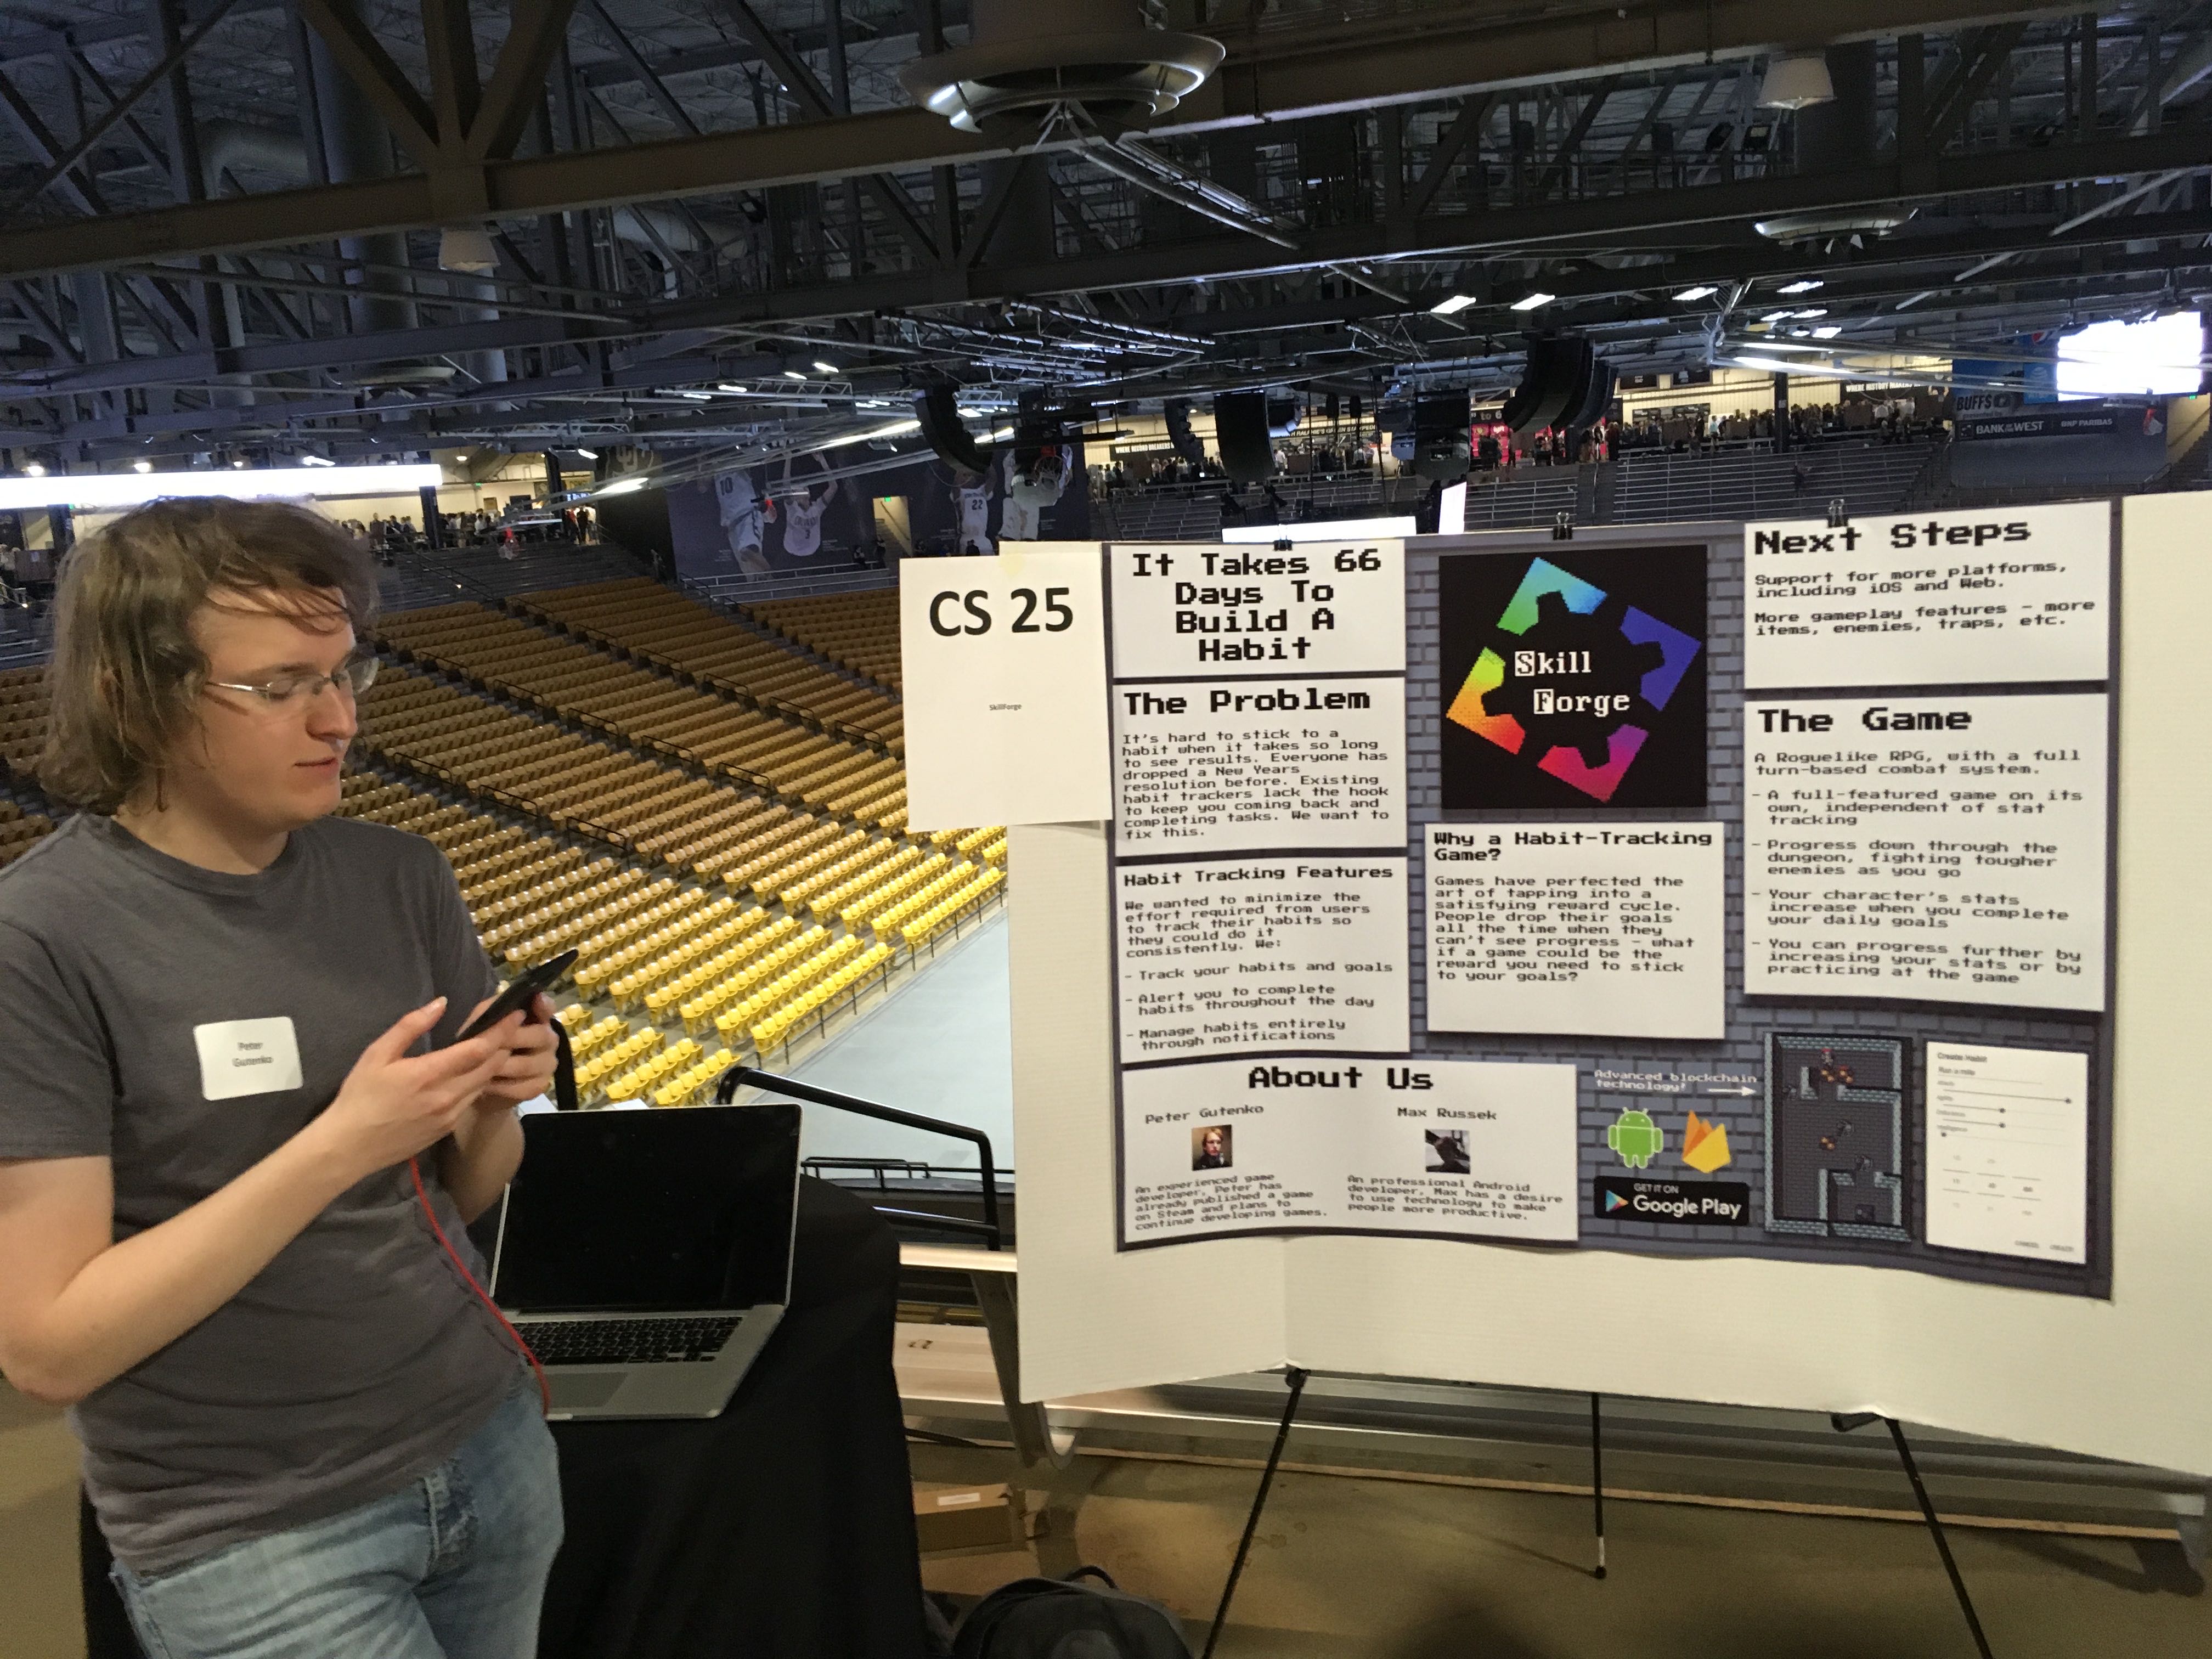 10
22
WHERE HISTORY
BUFFS
BANK OF THE WEST
BNP PARIBAS
Peter
Gutenko
CS 25
SkillForge
It Takes 66
Days To
Build A
Habit
The Problem
It's hard to stick to a
habit when it takes so long
to see results. Everyone has
dropped a New Years
resolution before. Existing
habit trackers lack the hook
to keep you coming back and
completing tasks. We want to
fix this.
Habit Tracking Features
We wanted to minimize the
effort required from users
to track their habits so
they could do it
consistently. We:
- Track your habits and goals
- Alert you to complete
habits throughout the day
- Manage habits entirely
through notifications
Skill
Forge
Why a Habit-Tracking
Game?
Games have perfected the
art of tapping into a
satisfying reward cycle.
People drop their goals
all the time when they
can't see progress - what
if a game could be the
reward you need to stick
to your goals?
Next Steps
Support for more platforms,
including iOS and Web.
More gameplay features - more
items, enemies, traps, etc.
The Game
A Roguelike RPG, with a full
turn-based combat system.
- A full-featured game on its
own, independent of stat
tracking
- Progress down through the
dungeon, fighting tougher
enemies as you go
- Your character's stats
increase when you complete
your daily goals
- You can progress further by
increasing your stats or by
practicing at the game
About Us
Peter Gutenko
An experienced game
developer, Peter has
already published a game
on Steam and plans to
continue developing games.
Max Russek
An professional Android
developer, Max has a desire
to use technology to make
people more productive.
Advanced blockchain
technology!
GET IT ON
Google Play
Create Habit
Run a mile